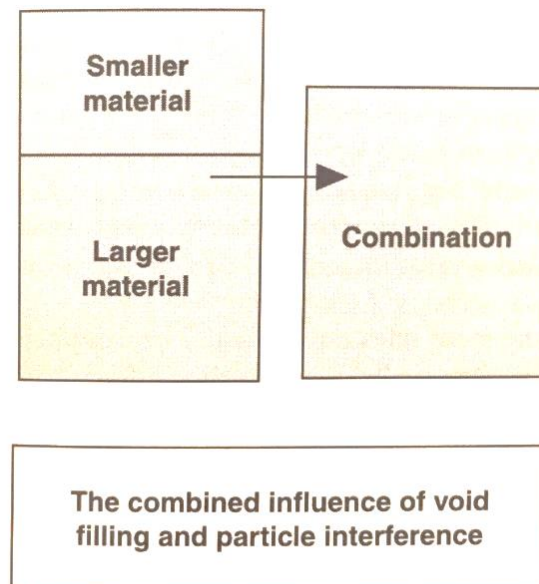 Smaller
material
Larger
material
Combination
The combined influence of void
filling and particle interference